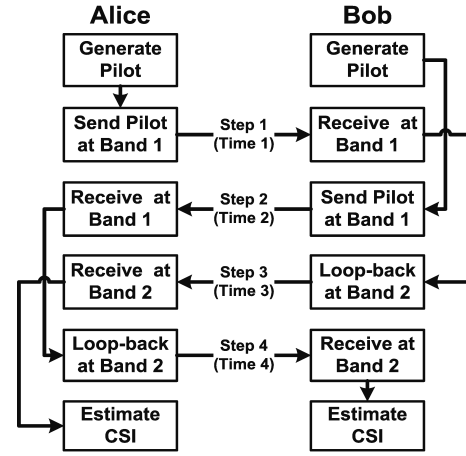 Alice Bob
Generate Pilot Generate Pilot
Send Pilot at Band 1 Step 1 (Time 1) Receive at Band 1
Receive at Band 1 Step 2 (Time 2) Send Pilot at Band 1
Receive at Band 2 Step 3 (Time 3) Loop-back at Band 2
Loop-back at Band 2 Step 4 (Time 4) Receive at Band 2
Estimate CSI Estimate CSI